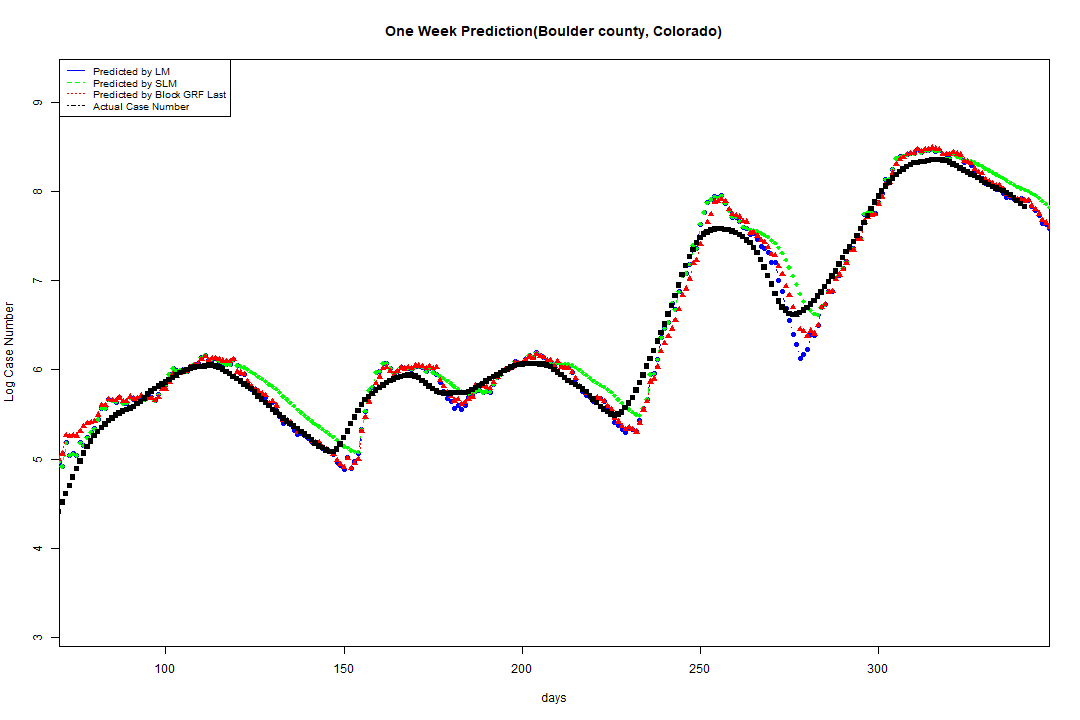 One Week Prediction(Boulder county, Colorado)
Predicted by LM
Predicted by SLM
Predicted by Block GRF Last
Actual Case Number
9
8
7
6
5
4
3
Log Case Number
100 150 200 250 300
days